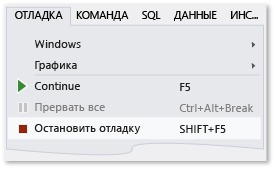 ОТЛАДКА КОМАНДА SQL ДАННЫЕ ИНС...
Windows
Графика
Continue F5
Прервать все Ctrl+Alt+Break
Остановить отладку SHIFT+F5